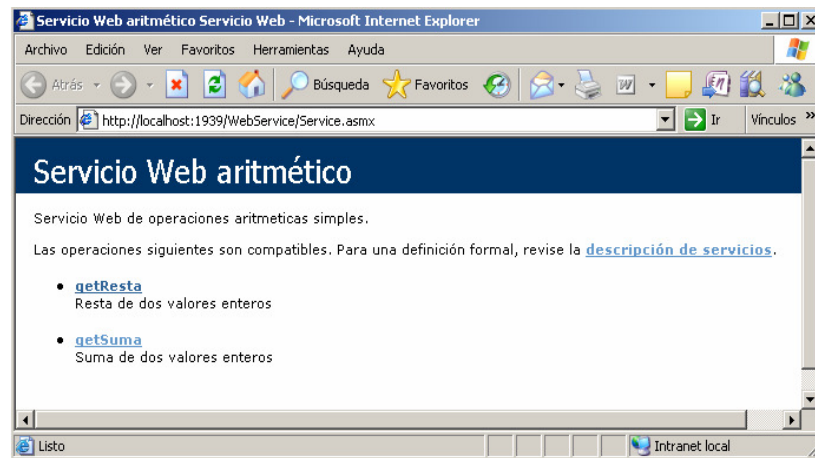 Servicio Web aritmético Servicio Web - Microsoft Internet Explorer
Archivo Edición Ver Favoritos Herramientas Ayuda
Atrás Búsqueda Favoritos
Dirección http://localhost:1939/WebService/Service.asmx Ir Vínculos »
Servicio Web aritmético
Servicio Web de operaciones aritmeticas simples.
Las operaciones siguientes son compatibles. Para una definición formal, revise la descripción de servicios.
• getResta
Resta de dos valores enteros
• getSuma
Suma de dos valores enteros
Listo Intranet local